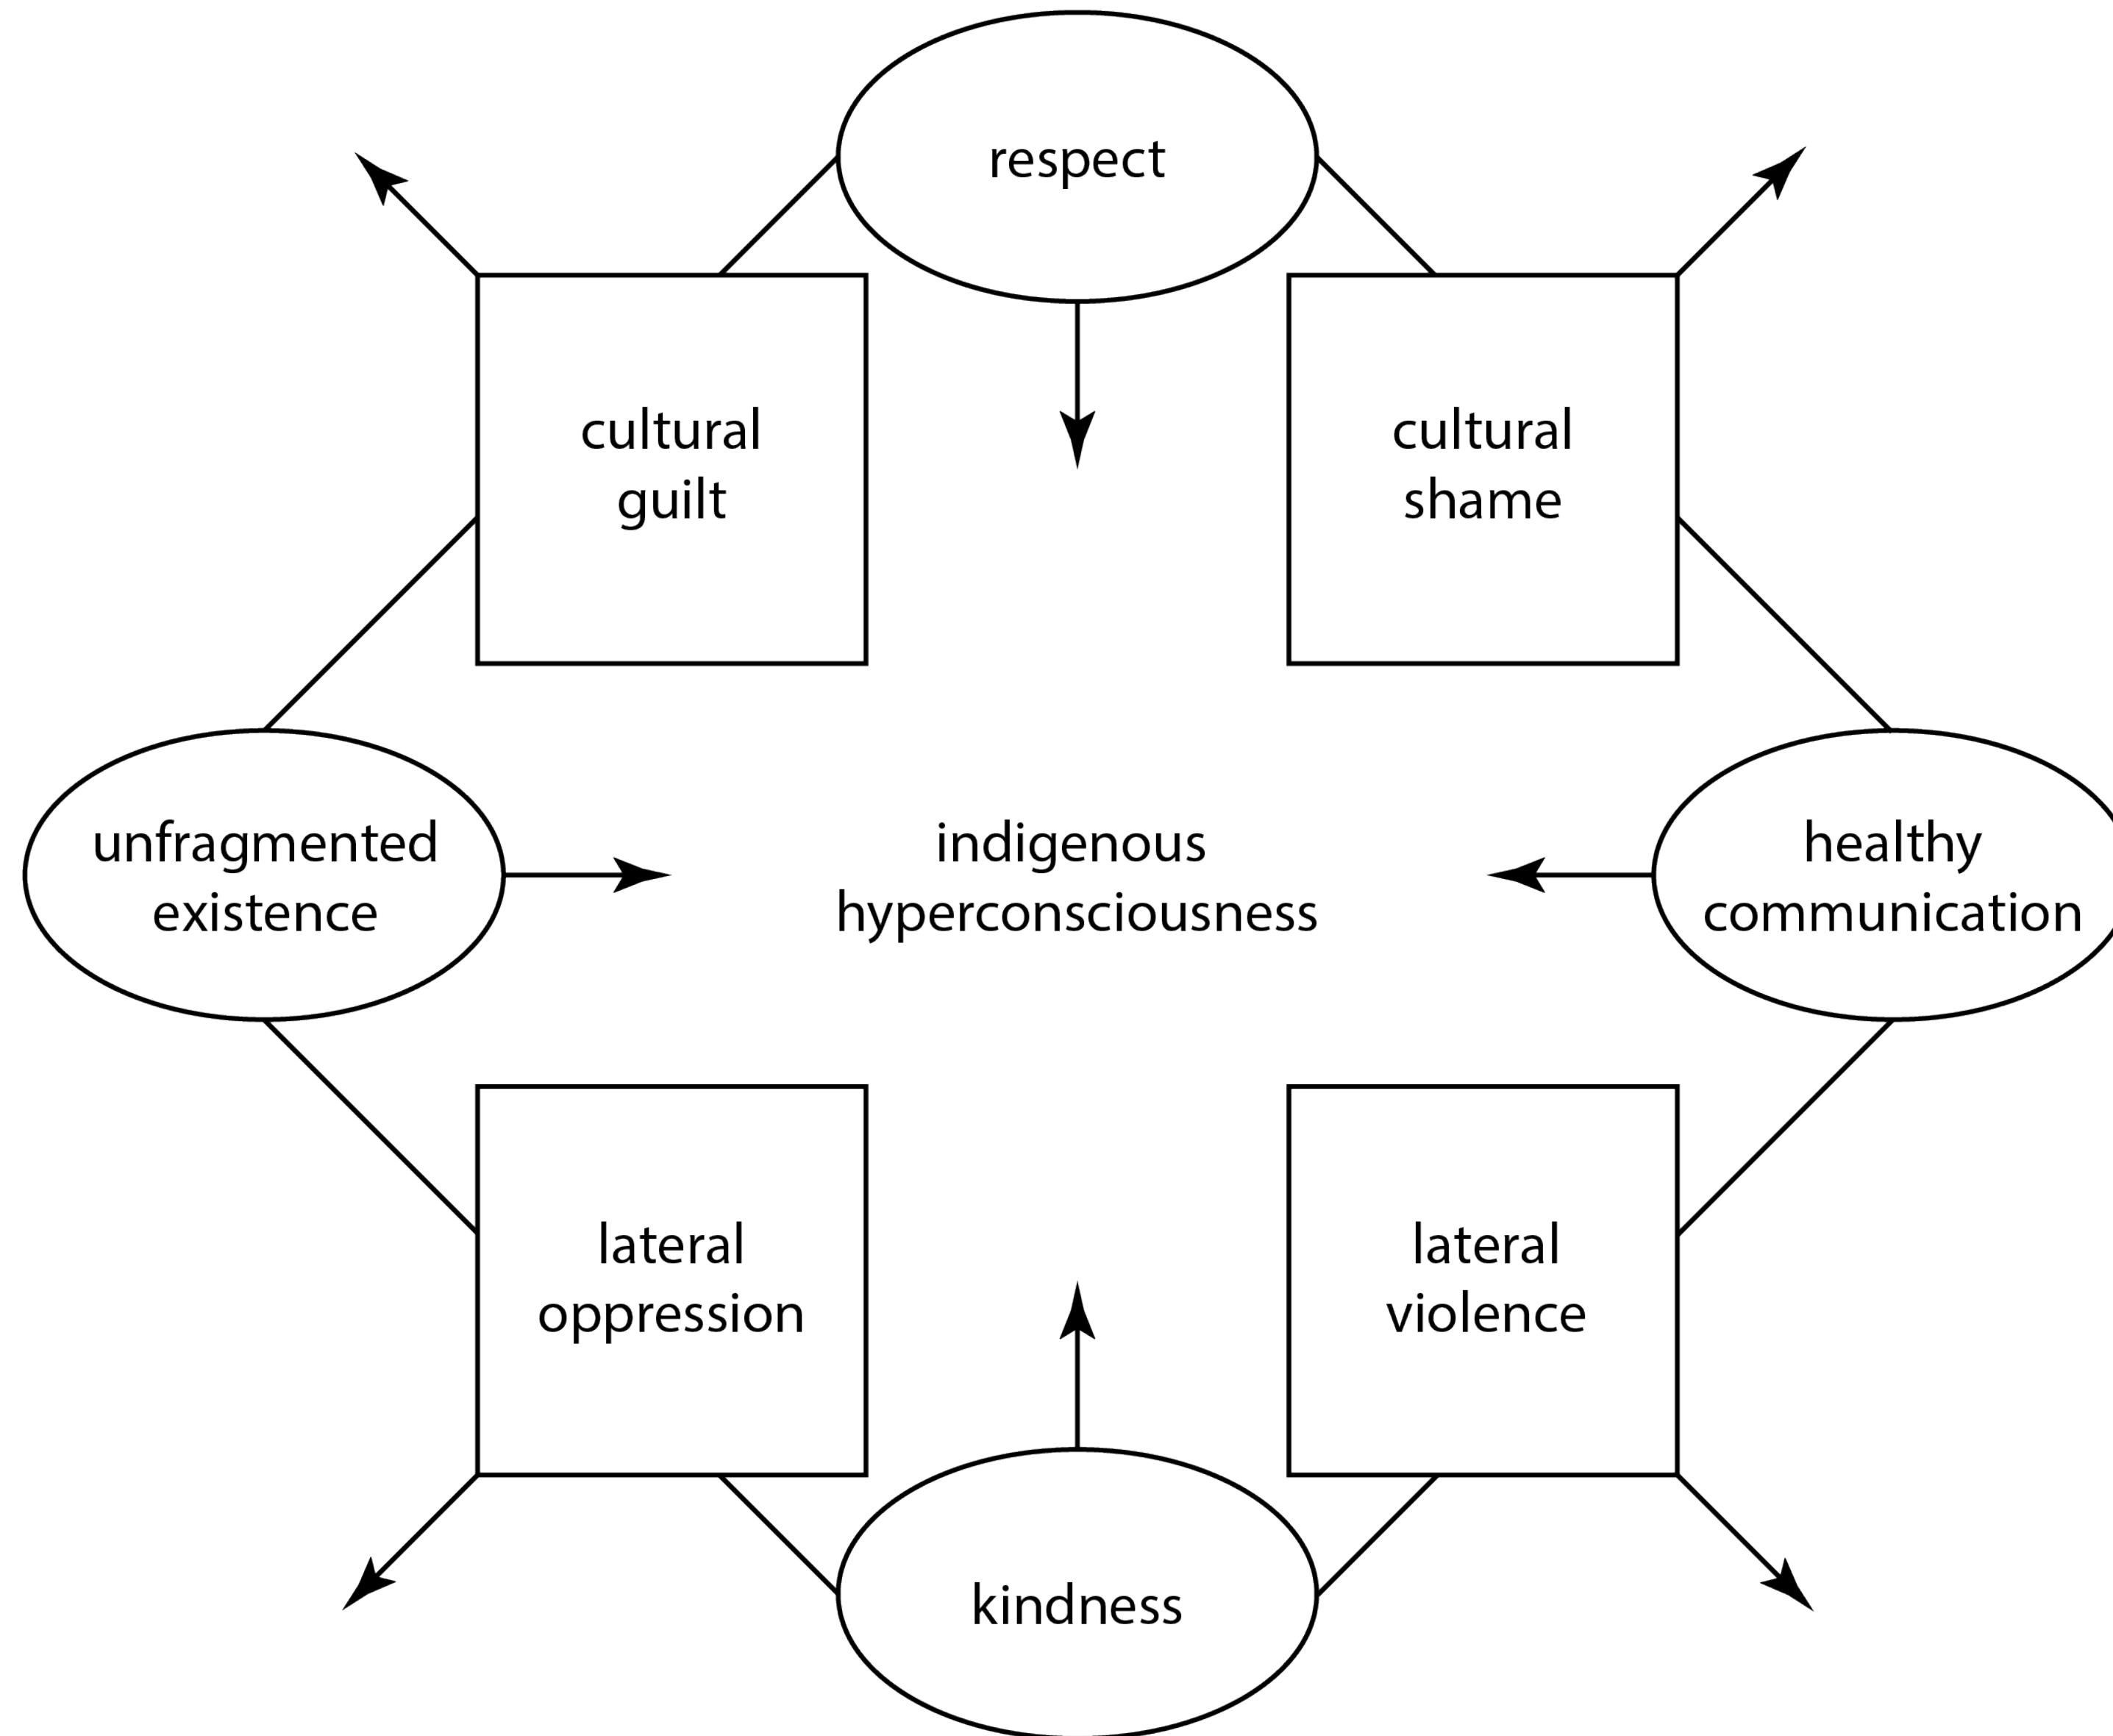 respect
cultural
guilt
cultural
shame
unfragmented
existence
indigenous
hyperconsciousness
healthy
communication
lateral
oppression
lateral
violence
kindness